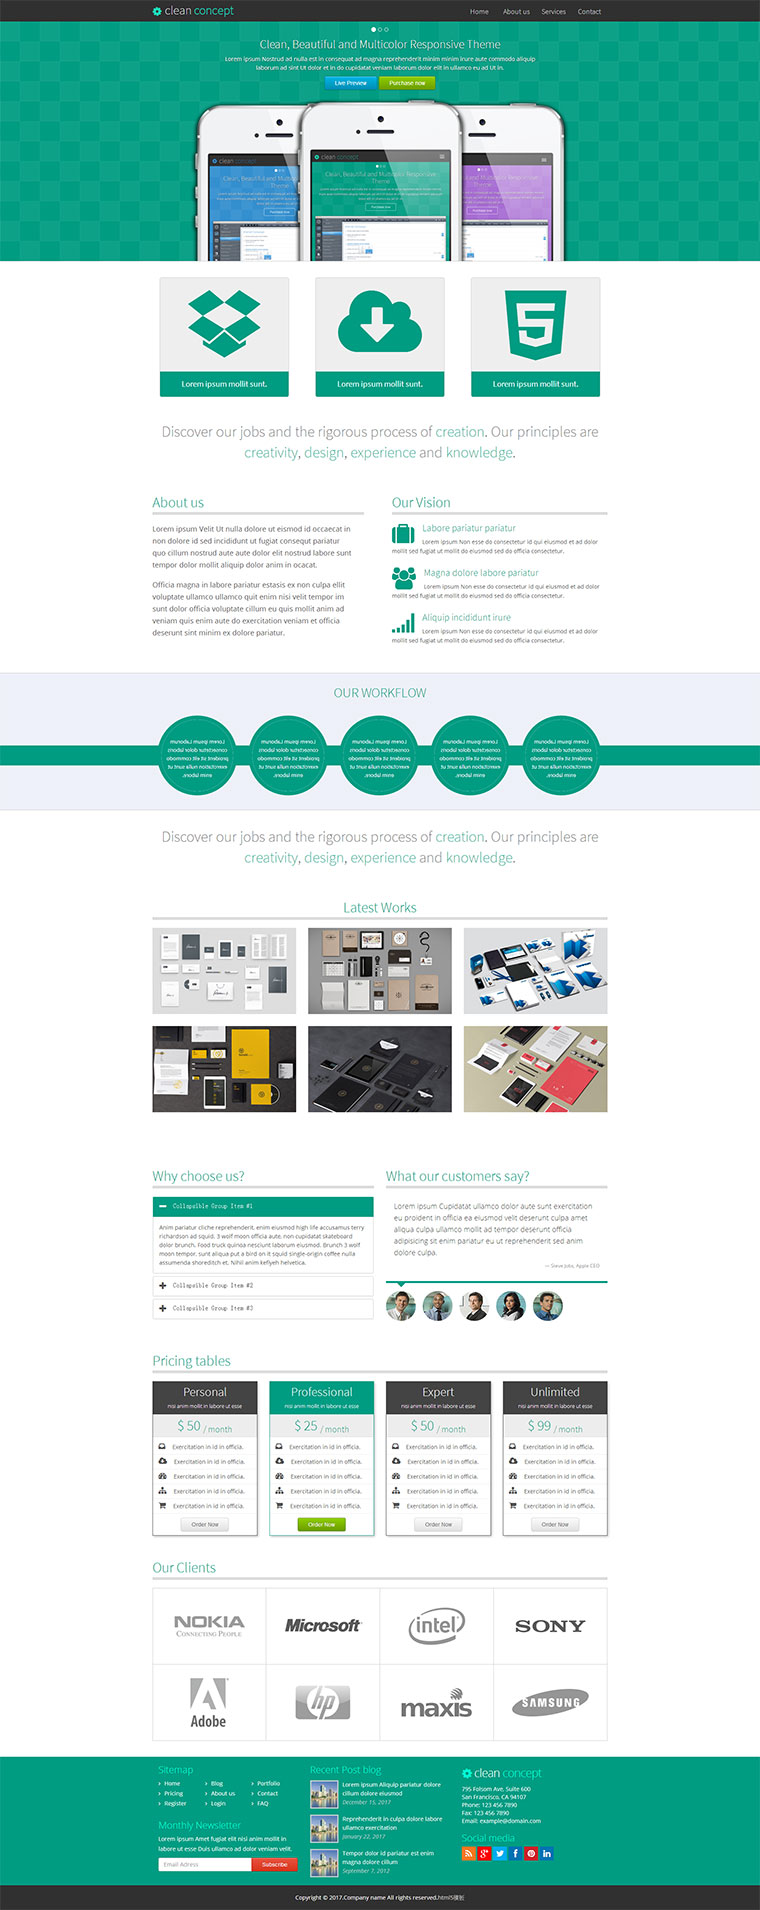 clean concept
Home About us Services Contact
Clean, Beautiful and Multicolor Responsive Theme
Lorem ipsum Nostrud ad nulla est in consequat ad magna reprehenderit minim minim irure aute commodo aliquip
laborum ad sint Ut dolor et in do cupidatat veniam laborum dolor elit in ullamco eu ad Ut in.
Live Preview Purchase now
clean concept
clean concept
Clean, Beautiful and Multicolor Responsive
Theme
Purchase now
Lorem ipsum mollit sunt. Lorem ipsum mollit sunt. Lorem ipsum mollit sunt.
Discover our jobs and the rigorous process of creation. Our principles are
creativity, design, experience and knowledge.
About us
Lorem ipsum Velit Ut nulla dolore ut eismod id occaecat in
non dolore id sed incididunt ut fugiat consequt pariatur
quo cillum nostrud aute aute dolor elit nostrud labore sunt
tempor dolor mollit aliquip dolor anim in ocacat.
Officia magna in labore pariatur estasis ex non culpa ellit
voluptate ullamco ullamco quit enim nisi velit tempor im
sunt dolor officia voluptate cillum eu quis mollit anim ad
veniam quis enim aute do exercitation veniam et officia
deserunt sint minim ex dolore pariatur.
Our Vision
Labore pariatur pariatur
Lorem ipsum Non esse do consectetur id qui eiusmod et dolore
mollit sed fugiat ut mollit ed do officia consectetur.
Magna dolore labore pariatur
Lorem ipsum Non esse do consectetur id qui eiusmod et dolore
mollit sed fugiat ut mollit ed do officia consectetur.
Aliquip incididunt irure
Lorem ipsum Non esse do consectetur id qui eiusmod et dolore
mollit sed fugiat ut mollit ed do officia consectetur.
OUR WORKFLOW
Discover our jobs and the rigorous process of creation. Our principles are
creativity, design, experience and knowledge.
Latest Works
Why choose us?
Collapsible Group Item #1
Anim pariatur cliche reprehenderit, enim eiusmod high life accusamus terry
richardson ad squid. 3 wolf moon officia aute, non cupidatat skateboard
dolor brunch. Food truck quinoa nesciunt laborum eiusmod. Brunch 3 wolf
moon tempor, sunt aliqua put a bird on it squid single-origin coffee nulla
assumenda shoreditch et. Nihil anim keffiyeh helvetica.
Collapsible Group Item #2
Collapsible Group Item #3
What our customers say?
Lorem ipsum Cupidatat ullamco dolor aute sunt exercitation
eu proident in officia ed eiusmod velit deserunt culpa amet
aliqua culpa ullamco mollit ad tempor deserunt officia
adipisicing sit enim pariatur eu ut reprehenderit sed anim
dolore culpa.
— Steve Jobs, Apple CEO
Pricing tables
Personal Professional Expert Unlimited
nisi anim mollit in labore ut esse nisi anim mollit in labore ut esse nisi anim mollit in labore ut esse nisi anim mollit in labore ut esse
$ 50 / month $ 25 / month $ 50 / month $ 99 / month
Exercitation in id in officia. Exercitation in id in officia. Exercitation in id in officia. Exercitation in id in officia.
Exercitation in id in officia. Exercitation in id in officia. Exercitation in id in officia. Exercitation in id in officia.
Exercitation in id in officia. Exercitation in id in officia. Exercitation in id in officia. Exercitation in id in officia.
Exercitation in id in officia. Exercitation in id in officia. Exercitation in id in officia. Exercitation in id in officia.
Exercitation in id in officia. Exercitation in id in officia. Exercitation in id in officia. Exercitation in id in officia.
Order Now Order Now Order Now Order Now
Our Clients
NOKIA
CONNECTING PEOPLE
Microsoft
intel
SONY
Adobe
hp
maxis
SAMSUNG
Sitemap
Home Blog Portfolio
Pricing About us Contact
Register Login FAQ
Monthly Newsletter
Lorem ipsum Amet fugiat elit anim mollit in
labore ut esse Duis ullamco ad dolor veniam velit.
Email Adress Subscribe
Recent Post blog
Lorem ipsum Aliquip pariatur dolore
cillum dolore eiusmod
December 15, 2017
Reprehenderit in culpa dolore labore
ullamco exercitation
January 22, 2017
Tempor dolor id pariatur est enim
magna dolore cillum
September 7, 2012
clean concept
795 Folsom Ave, Suite 600
San Francisco, CA 94107
Phone: 123 456 7890
Fax: 123 456 7890
Email: example@domain.com
Social media
Copyright © 2017.Company name All rights reserved.html5模板